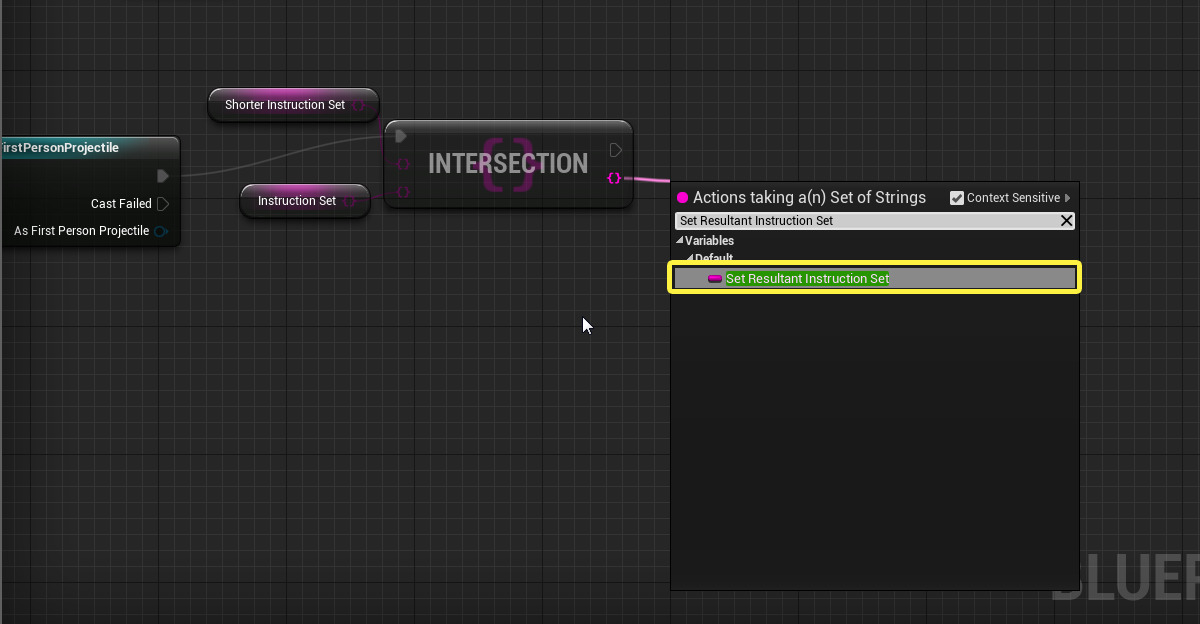 Shorter Instruction Set
irstPersonProjectile
INTERSECTION
Instruction Set
Cast Failed
As First Person Projectile
Actions taking a(n) Set of Strings
Context Sensitive
Set Resultant Instruction Set
Variables
Default
Set Resultant Instruction Set
BLUEP